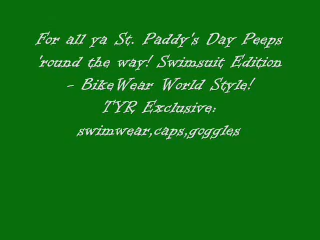 For all ya St. Paddy's Day Peeps
'round the way! Swimsuit Edition
- BikeWear World Style!
TYR Exclusive:
swimwear,caps,goggles